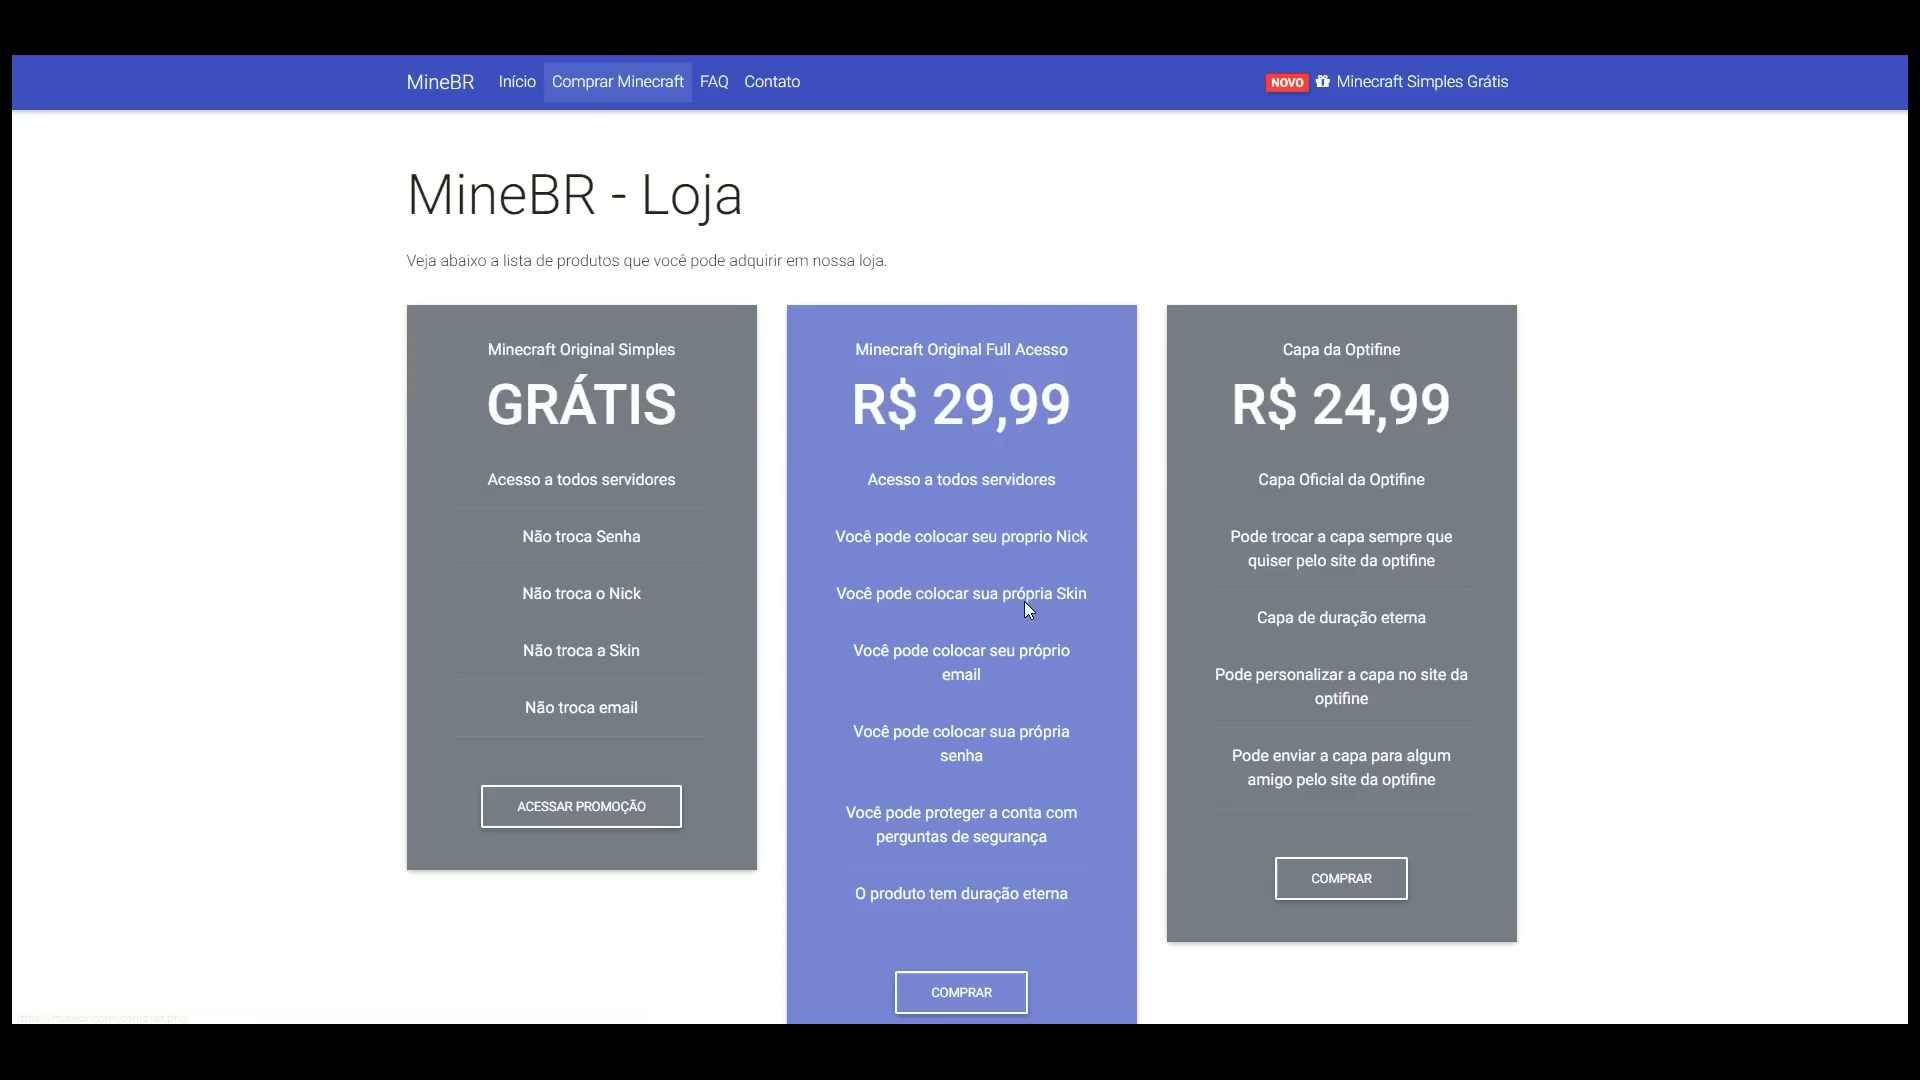 MineBR Início Comprar Minecraft FAQ Contato NOVO Minecraft Simples Grátis
MineBR - Loja
Veja abaixo a lista de produtos que você pode adquirir em nossa loja.
Minecraft Original Simples
GRÁTIS
Acesso a todos servidores
Não troca Senha
Não troca o Nick
Não troca a Skin
Não troca email
ACESSAR PROMOÇÃO
Minecraft Original Full Acesso
R$ 29,99
Acesso a todos servidores
Você pode colocar seu proprio Nick
Você pode colocar sua própria Skin
Você pode colocar seu próprio
email
Você pode colocar sua própria
senha
Você pode proteger a conta com
perguntas de segurança
O produto tem duração eterna
COMPRAR
Capa da Optifine
R$ 24,99
Capa Oficial da Optifine
Pode trocar a capa sempre que
quiser pelo site da optifine
Capa de duração eterna
Pode personalizar a capa no site da
optifine
Pode enviar a capa para algum
amigo pelo site da optifine
COMPRAR